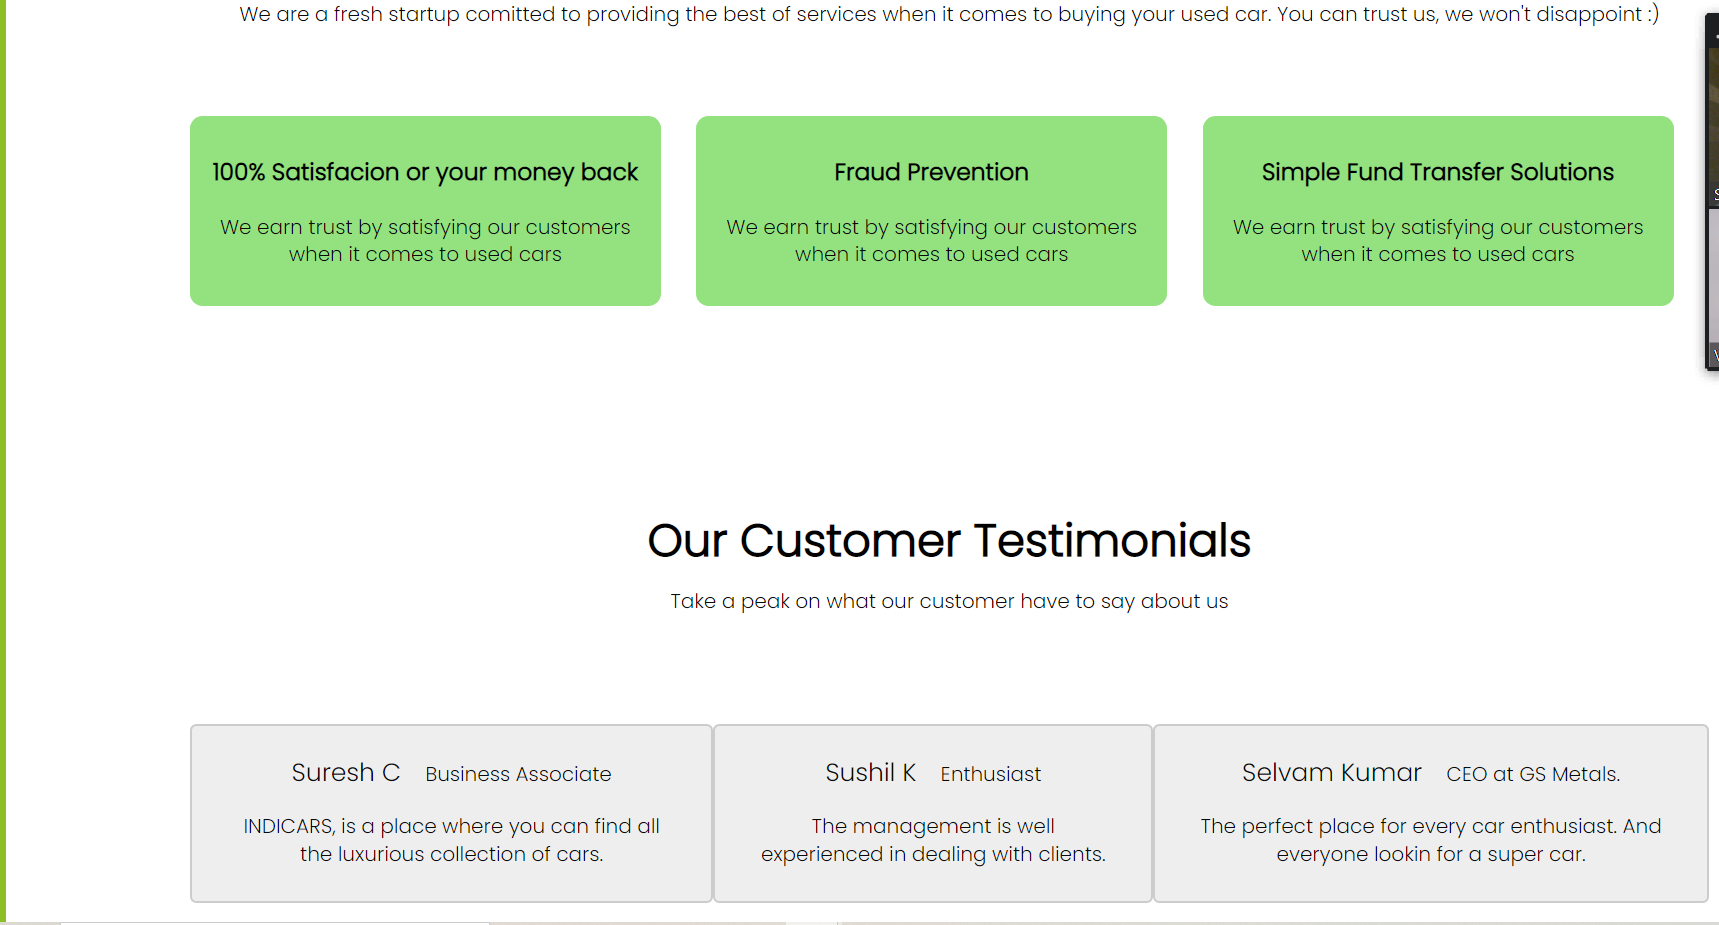 We are a fresh startup comitted to providing the best of services when it comes to buying your used car. You can trust us, we won't disappoint :)
100% Satisfacion or your money back
We earn trust by satisfying our customers
when it comes to used cars
Fraud Prevention
We earn trust by satisfying our customers
when it comes to used cars
Simple Fund Transfer Solutions
We earn trust by satisfying our customers
when it comes to used cars
Our Customer Testimonials
Take a peak on what our customer have to say about us
Suresh C Business Associate
INDICARS, is a place where you can find all
the luxurious collection of cars.
Sushil K Enthusiast
The management is well
experienced in dealing with clients.
Selvam Kumar CEO at GS Metals.
The perfect place for every car enthusiast. And
everyone lookin for a super car.